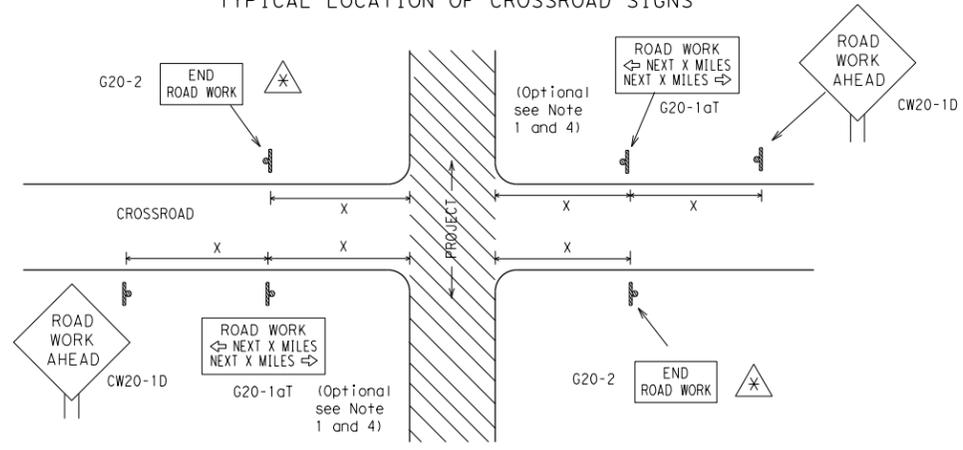 TYPICAL LOCATION OF CROSSROAD SIGNS
G20-2
END
ROAD WORK
*
(Optional
see Note
1 and 4)
ROAD WORK
⇦ NEXT X MILES
NEXT X MILES ⇨
G20-1aT
ROAD
WORK
AHEAD
CW20-1D
X
X
X
CROSSROAD
PROJECT
X
X
X
ROAD
WORK
AHEAD
CW20-1D
ROAD WORK
⇦ NEXT X MILES
NEXT X MILES ⇨
G20-1aT
(Optional
see Note
1 and 4)
G20-2
END
ROAD WORK
*